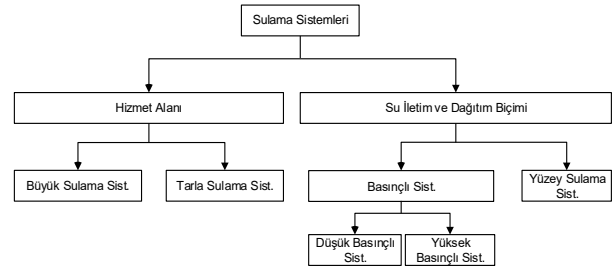 Sulama Sistemleri
Hizmet Alanı
Su İletim ve Dağıtım Biçimi
Büyük Sulama Sist.
Tarla Sulama Sist.
Basınçlı Sist.
Yüzey Sulama
Sist.
Düşük Basınçlı
Sist.
Yüksek
Basınçlı Sist.